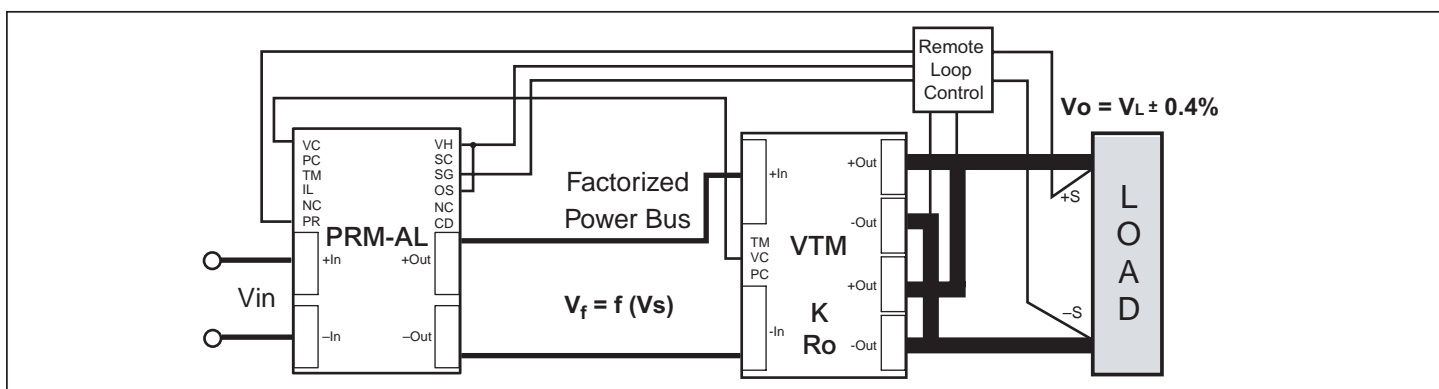 Remote
Loop
Control
Vo = VL ± 0.4%
VC
PC
TM
IL
NC
PR
VH
SC
SG
OS
NC
CD
PRM-AL
+In
+Out
–In
–Out
Vin
Factorized
Power Bus
Vf = f (Vs)
+In
TM
VC
PC
-In
VTM
K
Ro
+Out
-Out
+Out
-Out
+S
–S
L
O
A
D